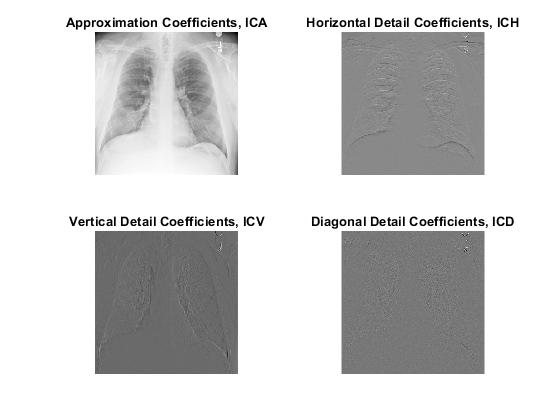 Approximation Coefficients, ICA
Horizontal Detail Coefficients, ICH
Vertical Detail Coefficients, ICV
Diagonal Detail Coefficients, ICD